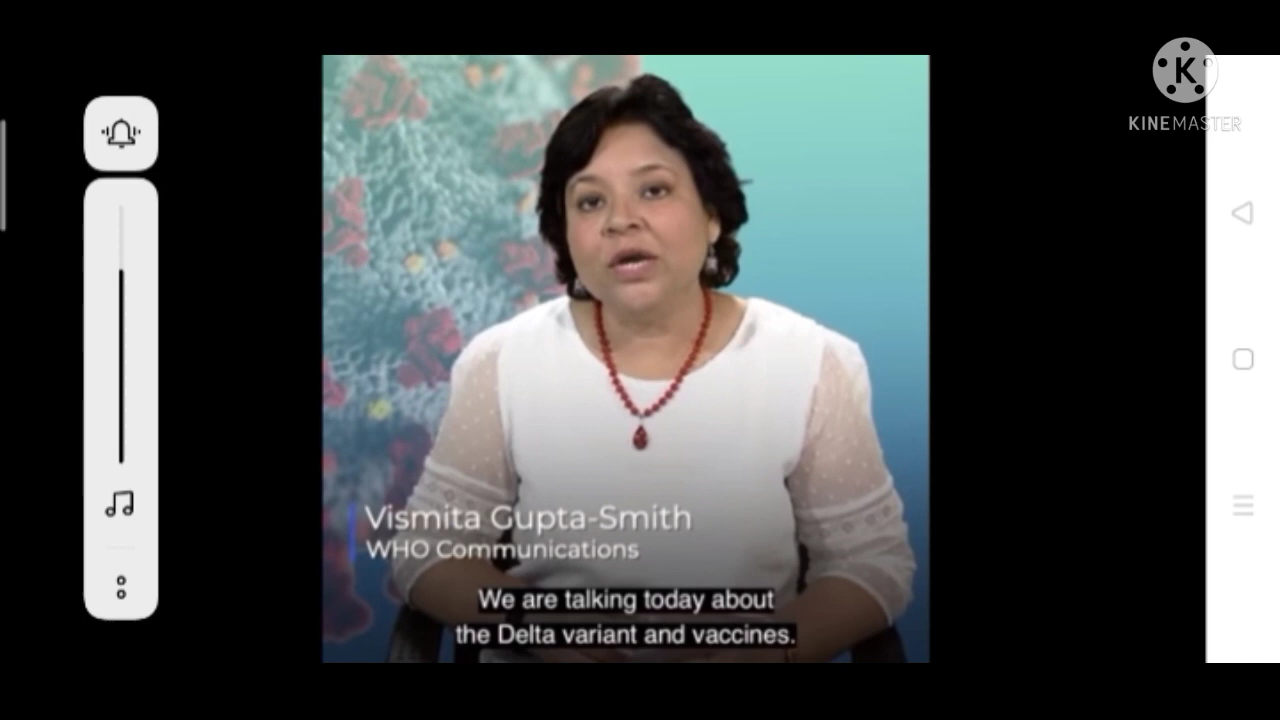 K
KINEMASTER
Vismita Gupta-Smith
WHO Communications
We are talking today about
the Delta variant and vaccines.